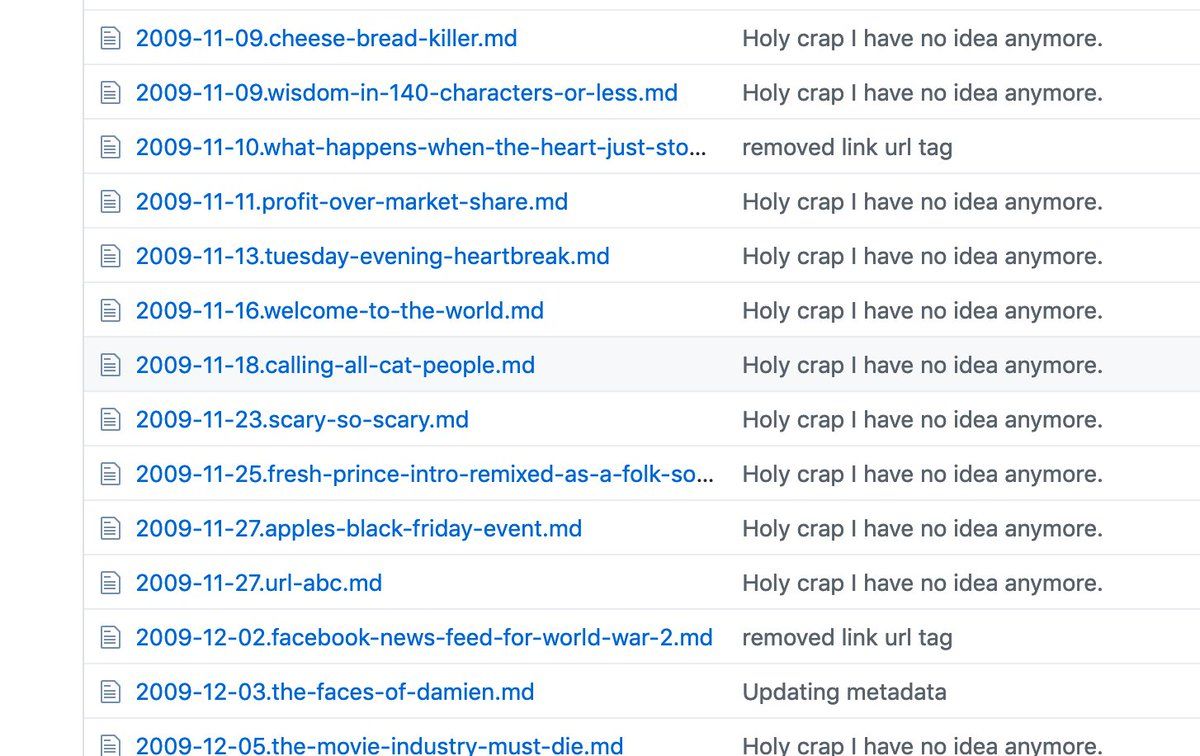 2009-11-09.cheese-bread-killer.md Holy crap I have no idea anymore.
2009-11-09.wisdom-in-140-characters-or-less.md Holy crap I have no idea anymore.
2009-11-10.what-happens-when-the-heart-just-sto... removed link url tag
2009-11-11.profit-over-market-share.md Holy crap I have no idea anymore.
2009-11-13.tuesday-evening-heartbreak.md Holy crap I have no idea anymore.
2009-11-16.welcome-to-the-world.md Holy crap I have no idea anymore.
2009-11-18.calling-all-cat-people.md Holy crap I have no idea anymore.
2009-11-23.scary-so-scary.md Holy crap I have no idea anymore.
2009-11-25.fresh-prince-intro-remixed-as-a-folk-so... Holy crap I have no idea anymore.
2009-11-27.apples-black-friday-event.md Holy crap I have no idea anymore.
2009-11-27.url-abc.md Holy crap I have no idea anymore.
2009-12-02.facebook-news-feed-for-world-war-2.md removed link url tag
2009-12-03.the-faces-of-damien.md Updating metadata
2009-12-05.the-movie-industry-must-die.md Holy crap I have no idea anymore.